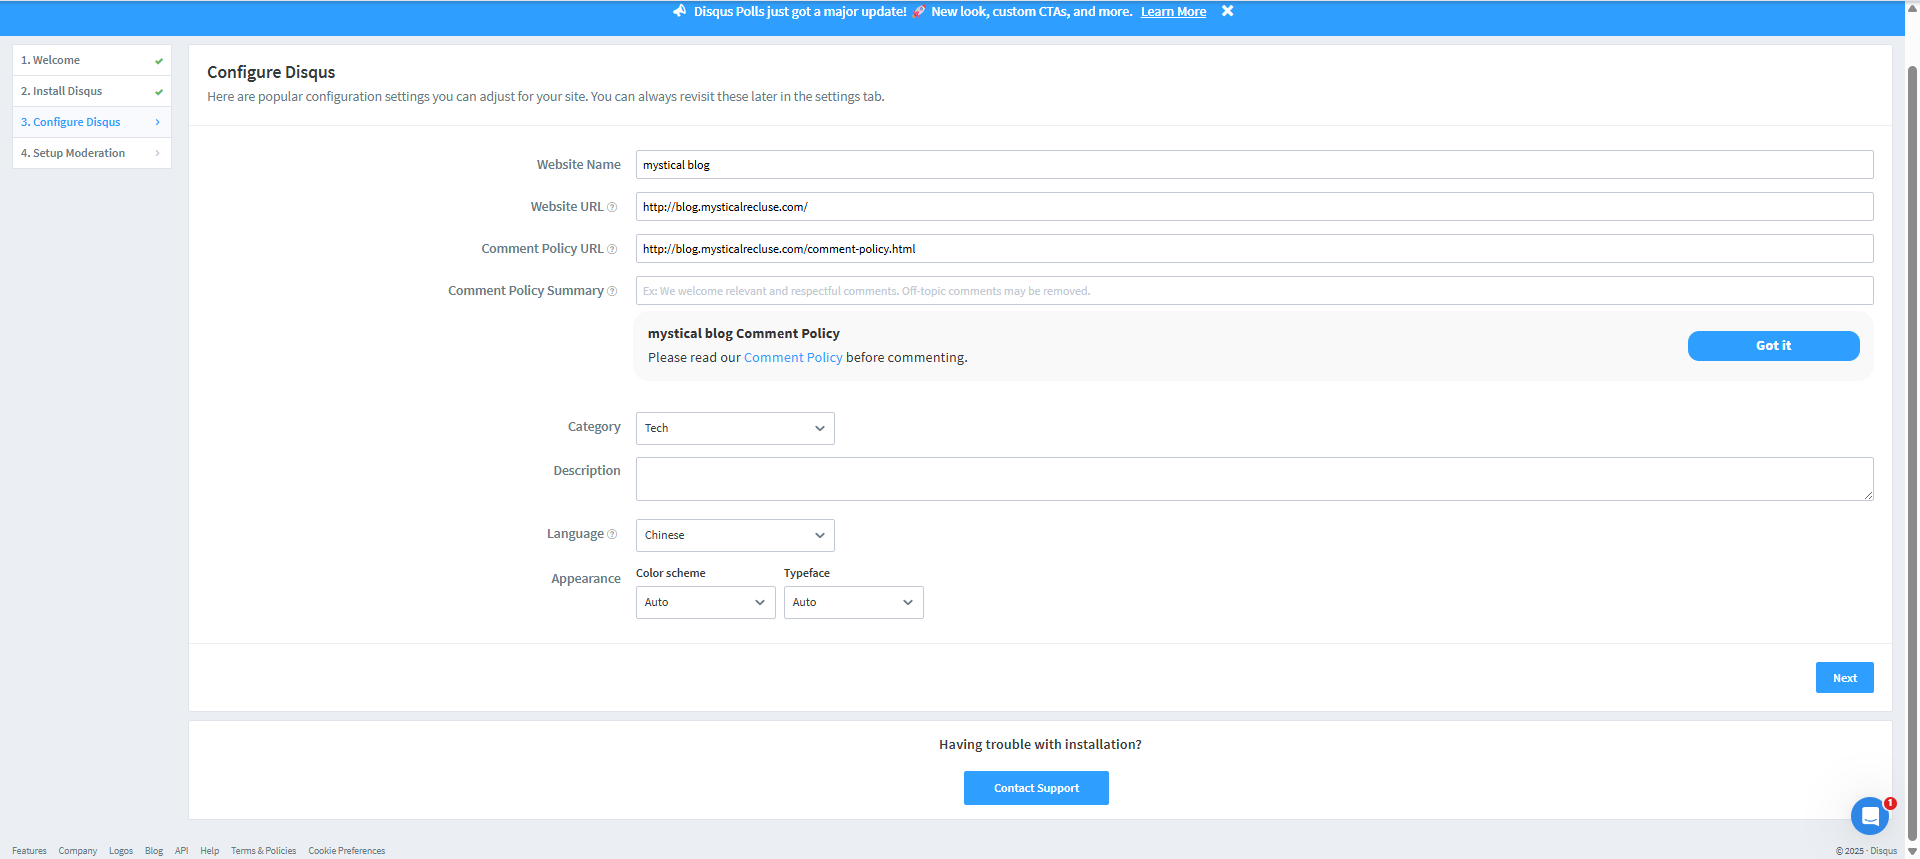 Disqus Polls just got a major update! 🚀 New look, custom CTAs, and more. Learn More
1. Welcome
2. Install Disqus
3. Configure Disqus
4. Setup Moderation
Configure Disqus
Here are popular configuration settings you can adjust for your site. You can always revisit these later in the settings tab.
Website Name
mystical blog
Website URL
http://blog.mysticalrecluse.com/
Comment Policy URL
http://blog.mysticalrecluse.com/comment-policy.html
Comment Policy Summary
Ex: We welcome relevant and respectful comments. Off-topic comments may be removed.
mystical blog Comment Policy
Please read our Comment Policy before commenting.
Got it
Category
Tech
Description
Language
Chinese
Appearance
Color scheme
Typeface
Auto
Auto
Next
Having trouble with installation?
Contact Support
1
Features Company Logos Blog API Help Terms & Policies Cookie Preferences
© 2025 · Disqus